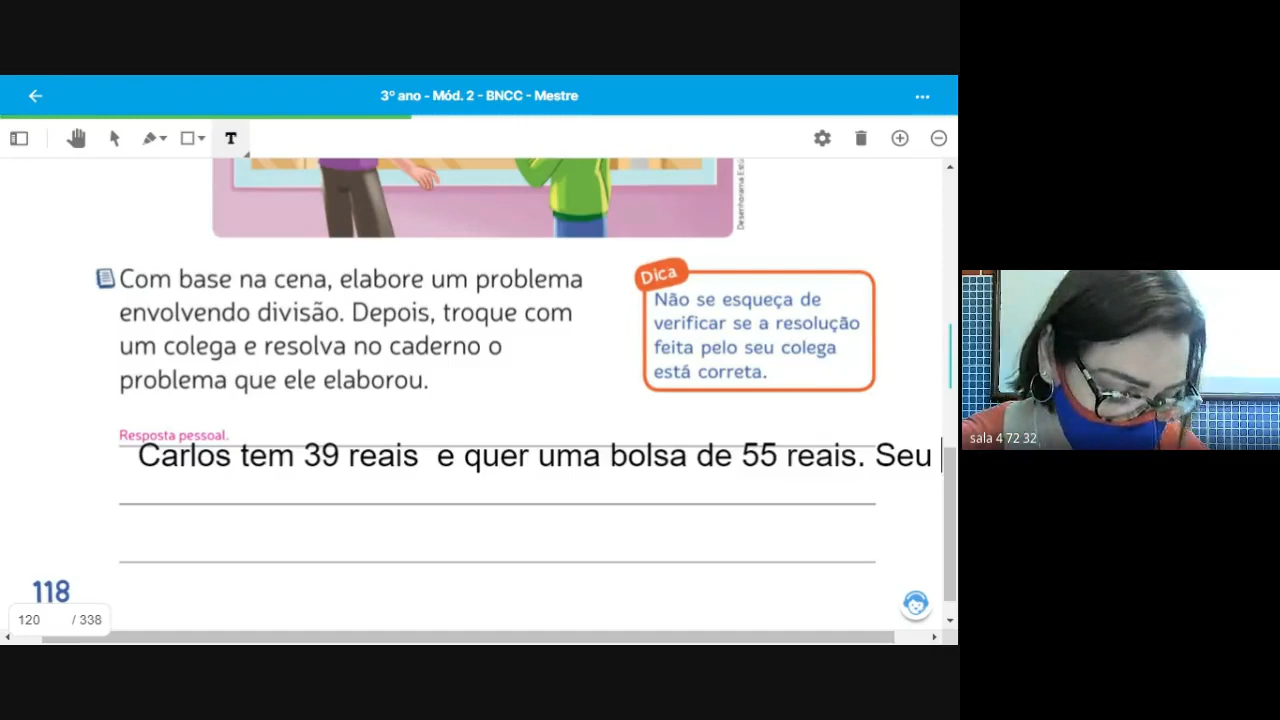 3º ano - Mód. 2 - BNCC - Mestre
T
Com base na cena, elabore um problema
envolvendo divisão. Depois, troque com
um colega e resolva no caderno o
problema que ele elaborou.
Dica
Não se esqueça de
verificar se a resolução
feita pelo seu colega
está correta.
Resposta pessoal.
Carlos tem 39 reais e quer uma bolsa de 55 reais. Seu
118
120 / 338
sala 4 72 32